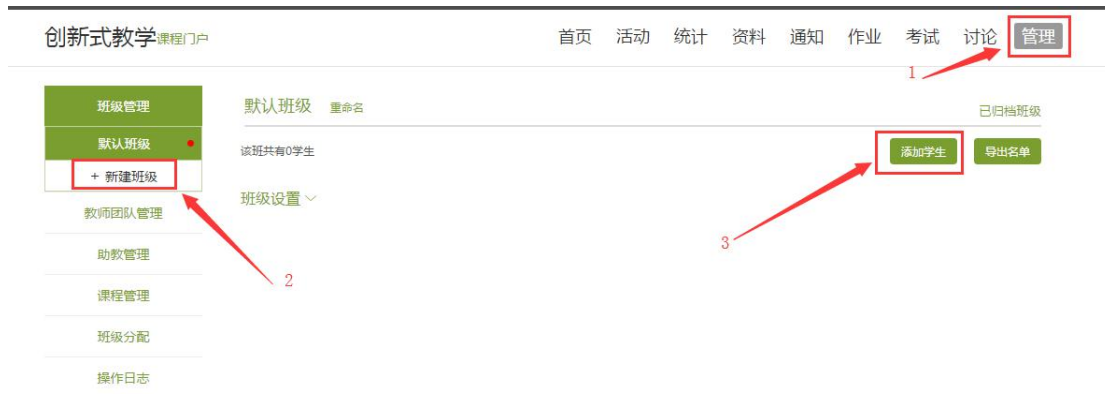 创新式教学课程门户 首页 活动 统计 资料 通知 作业 考试 讨论 管理
1
班级管理
默认班级 重命名
已归档班级
默认班级
该班共有0学生
添加学生 导出名单
+ 新建班级
班级设置
教师团队管理
3
助教管理
2
课程管理
班级分配
操作日志